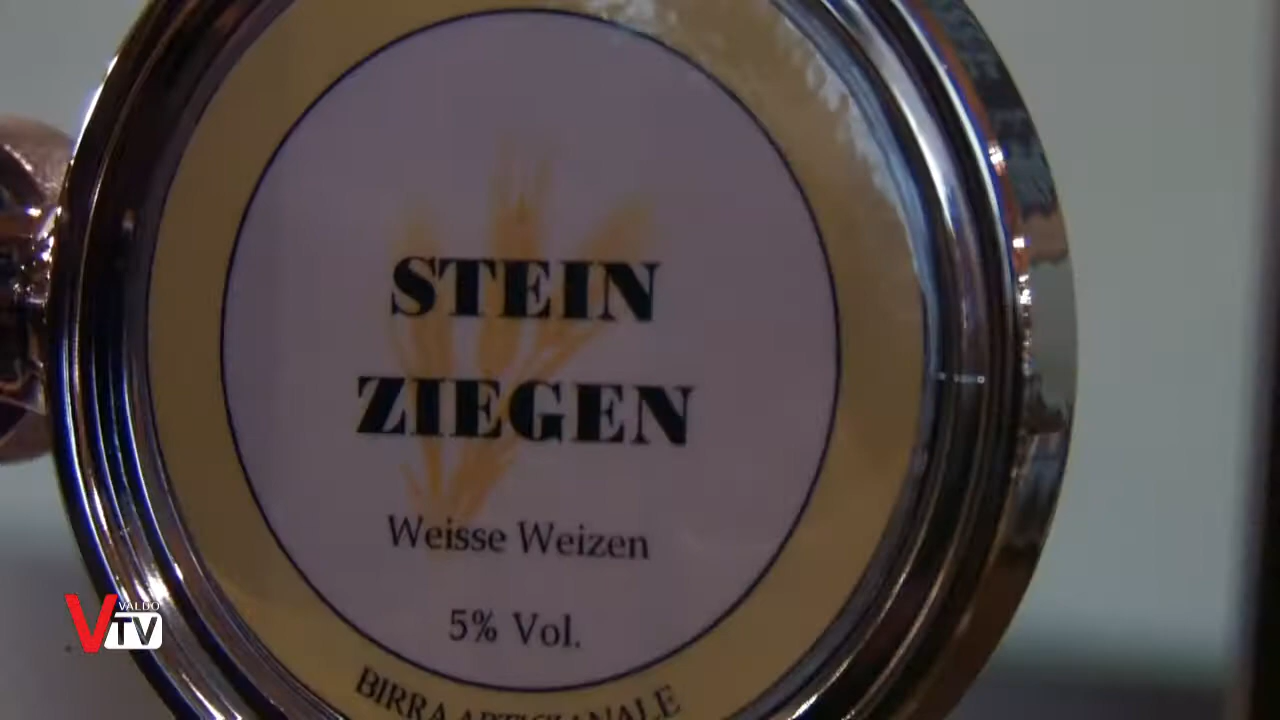 STEIN
ZIEGEN
Weisse Weizen
5% Vol.
BIRRA ARTIGIANALE
VALDO
VTV